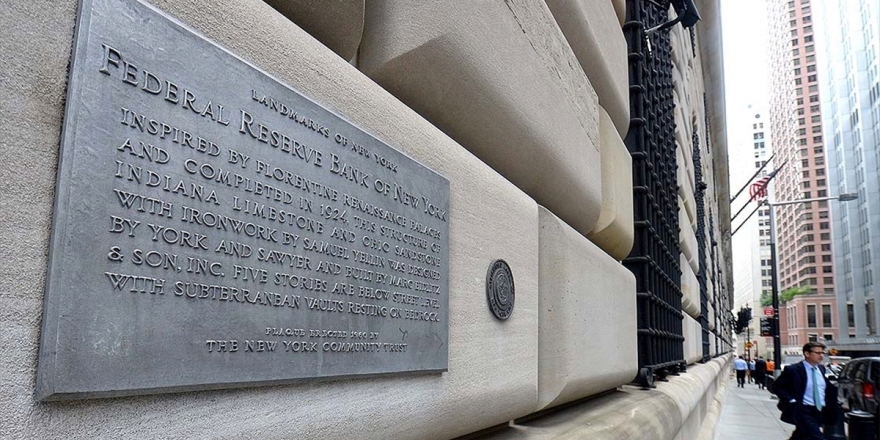 LANDMARKS OF NEW YORK
FEDERAL RESERVE BANK OF NEW YORK
INSPIRED BY FLORENTINE RENAISSANCE PALACES
AND COMPLETED IN 1924, THIS STRUCTURE OF
INDIANA LIMESTONE AND OHIO SANDSTONE
WITH IRONWORK BY SAMUEL YELLIN WAS DESIGNED
BY YORK AND SAWYER AND BUILT BY MARC EIDLITZ
& SON, INC. FIVE STORIES ARE BELOW STREET LEVEL
WITH SUBTERRANEAN VAULTS RESTING ON BEDROCK.
PLAQUE ERECTED 1960 BY
THE NEW YORK COMMUNITY TRUST